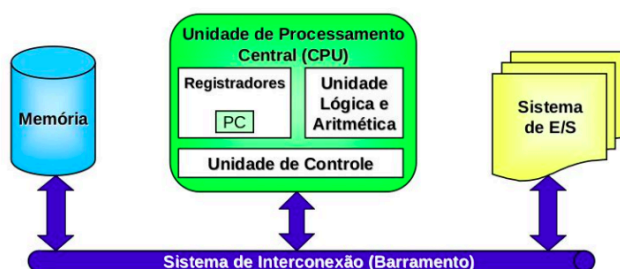 Unidade de Processamento
Central (CPU)
Memória
Registradores
PC
Unidade
Lógica e
Aritmética
Unidade de Controle
Sistema
de E/S
Sistema de Interconexão (Barramento)